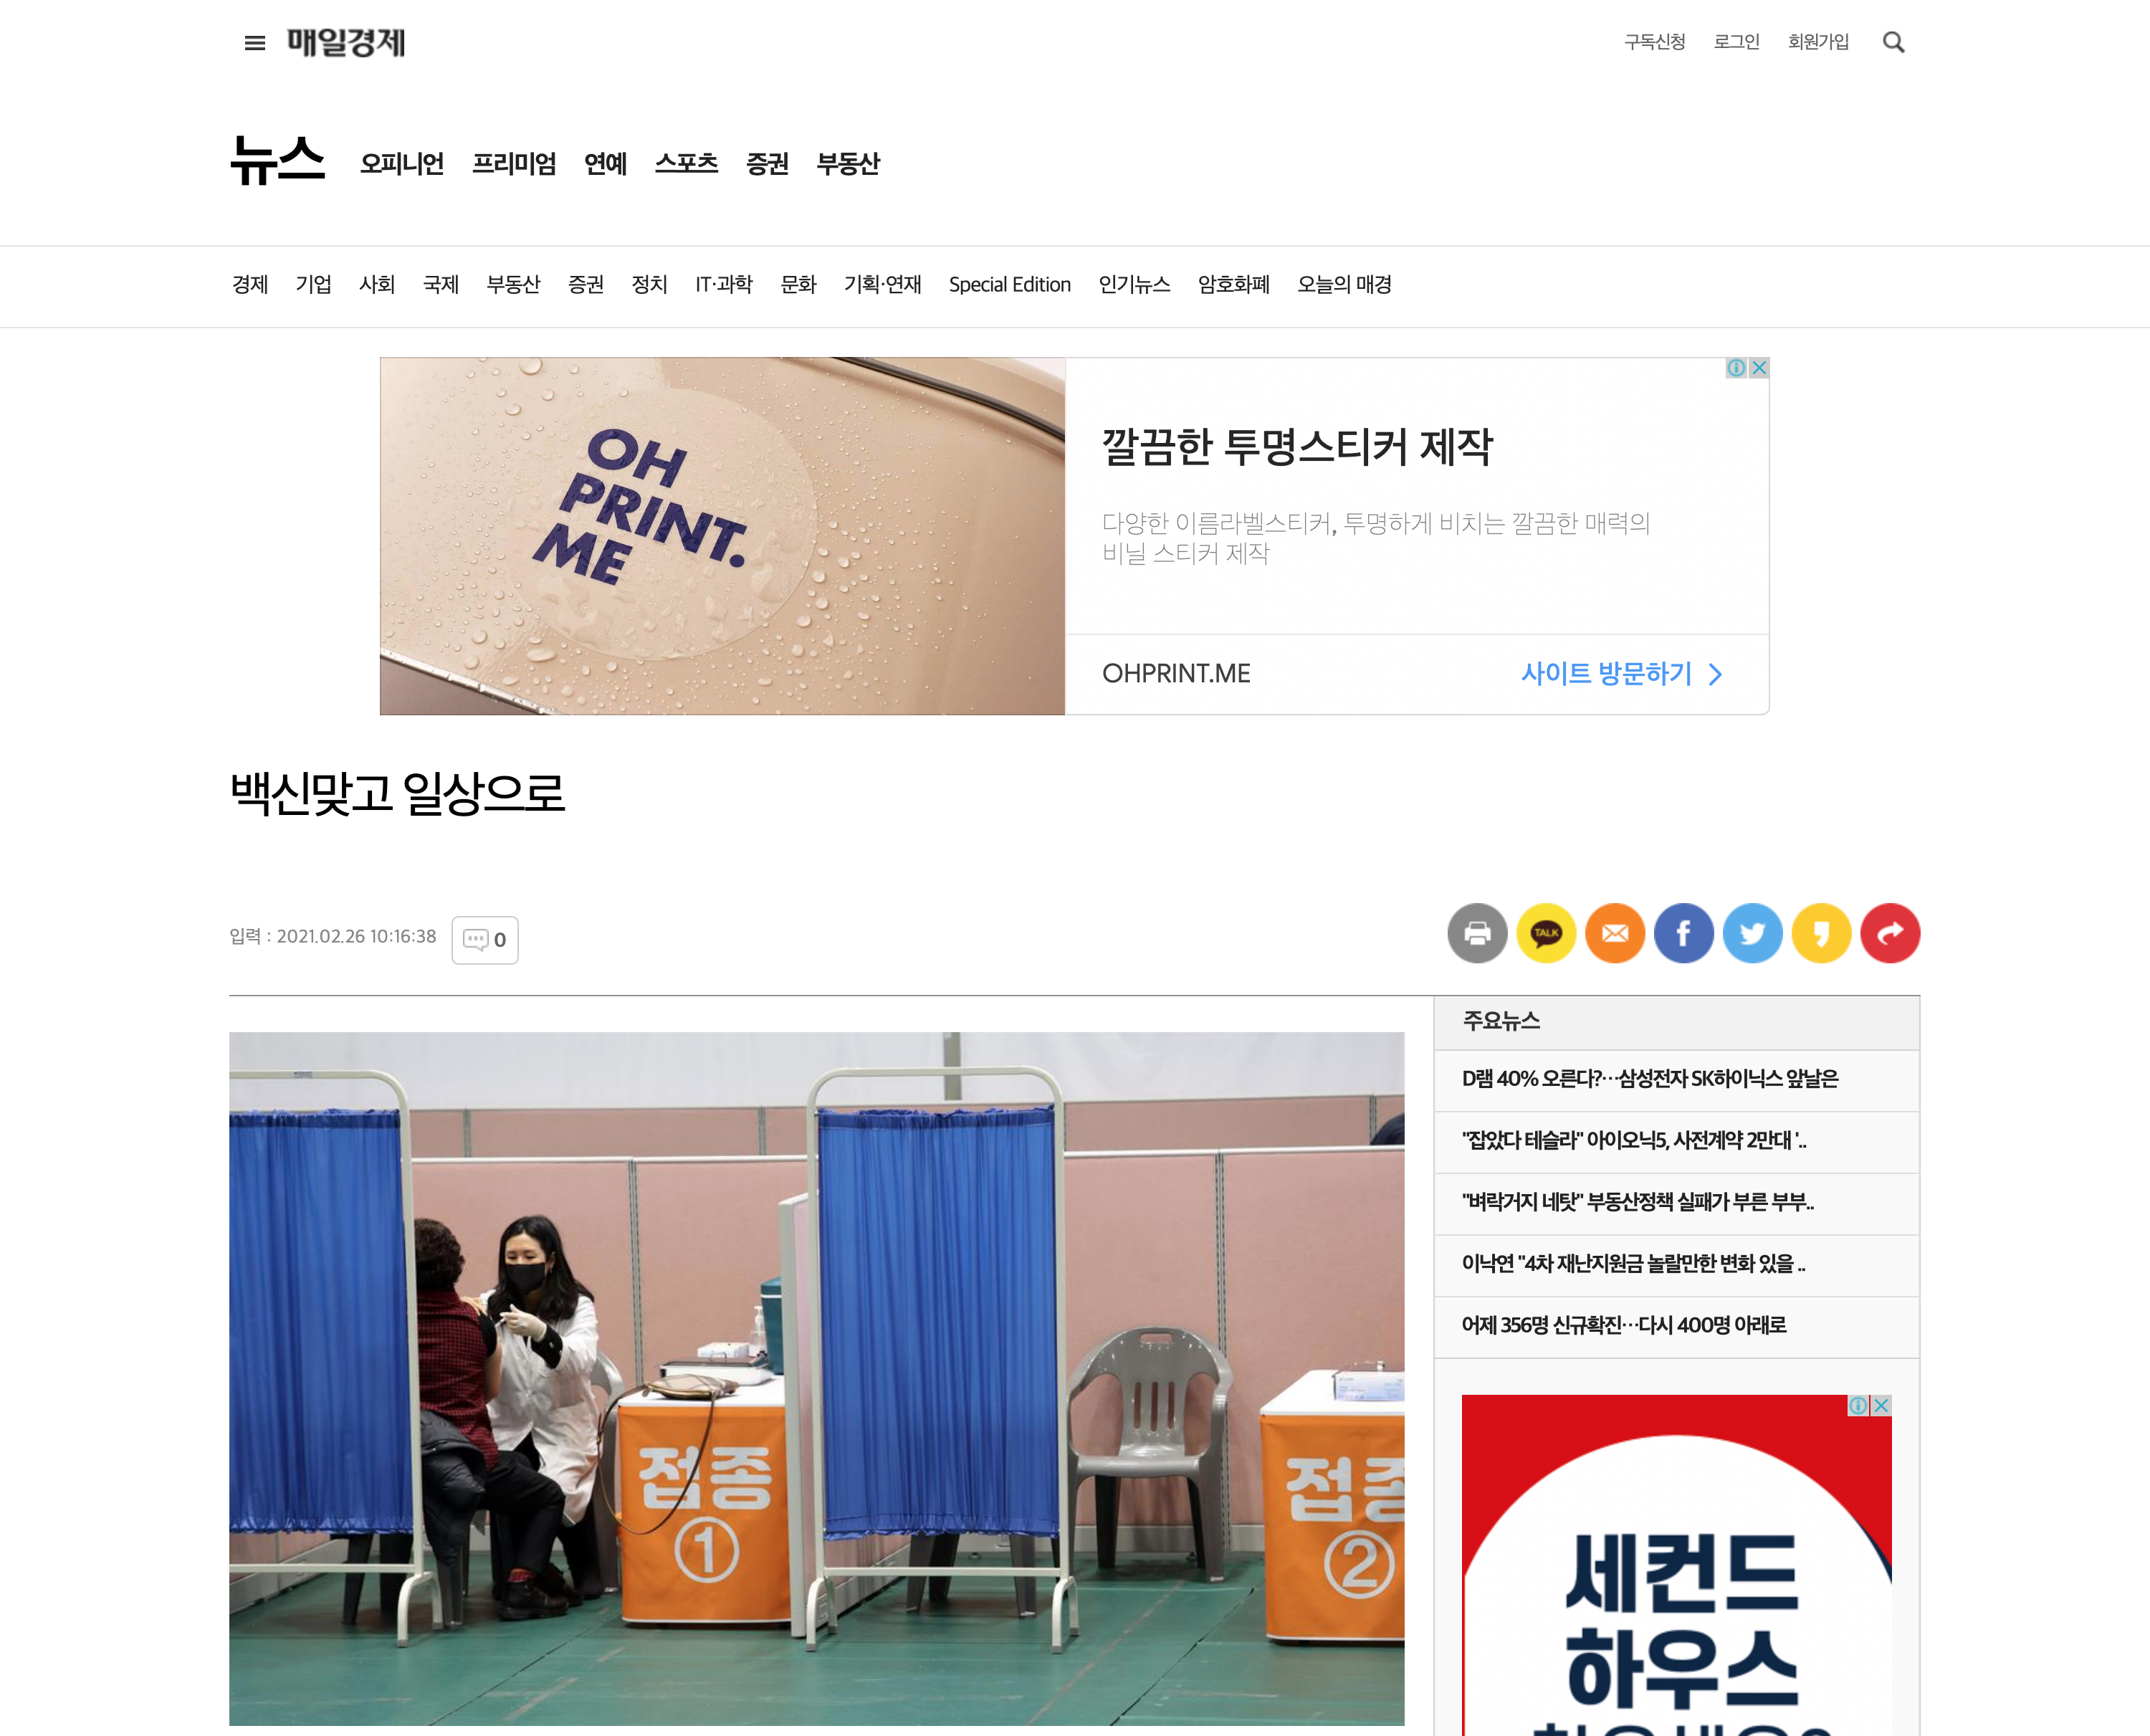 매일경제
구독신청 로그인 회원가입
뉴스 오피니언 프리미엄 연예 스포츠 증권 부동산
경제 기업 사회 국제 부동산 증권 정치 IT·과학 문화 기획·연재 Special Edition 인기뉴스 암호화폐 오늘의 매경
OH
PRINT.
ME
깔끔한 투명스티커 제작
다양한 이름라벨스티커, 투명하게 비치는 깔끔한 매력의
비닐 스티커 제작
OHPRINT.ME
사이트 방문하기
백신맞고 일상으로
입력 : 2021.02.26 10:16:38
0
TALK
접종
①
접종
②
주요뉴스
D램 40% 오른다?…삼성전자 SK하이닉스 앞날은
"잡았다 테슬라" 아이오닉5, 사전계약 2만대 '..
"벼락거지 네탓" 부동산정책 실패가 부른 부부..
이낙연 "4차 재난지원금 놀랄만한 변화 있을 ..
어제 356명 신규확진…다시 400명 아래로
세컨드
하우스